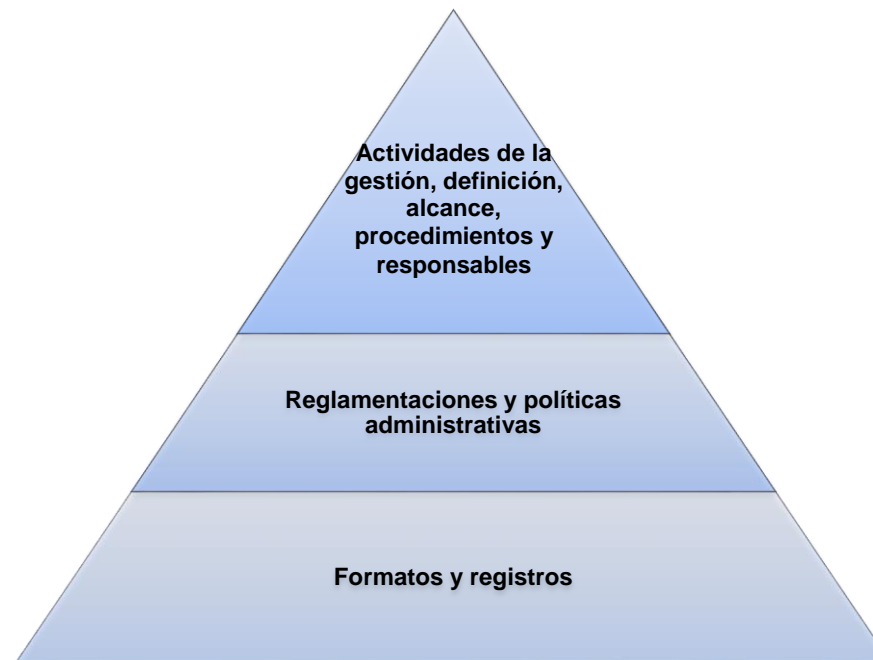 Actividades de la
gestión, definición,
alcance,
procedimientos y
responsables
Reglamentaciones y políticas
administrativas
Formatos y registros